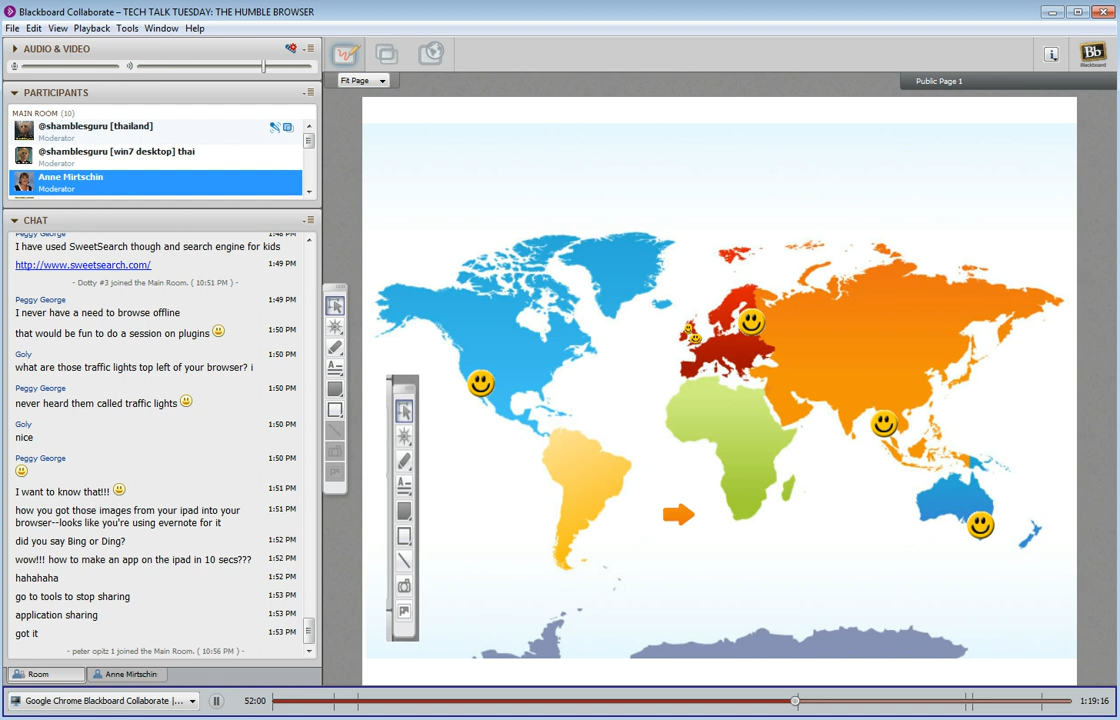 Blackboard Collaborate – TECH TALK TUESDAY: THE HUMBLE BROWSER
File Edit View Playback Tools Window Help
AUDIO & VIDEO
PARTICIPANTS
MAIN ROOM (10)
@shamblesguru [thailand]
Moderator
@shamblesguru [win7 desktop] thai
Moderator
Anne Mirtschin
Moderator
CHAT
Peggy George 1:48 PM
I have used SweetSearch though and search engine for kids
http://www.sweetsearch.com/ 1:49 PM
- Dotty #3 joined the Main Room. ( 10:51 PM ) -
Peggy George 1:49 PM
I never have a need to browse offline
that would be fun to do a session on plugins 1:50 PM
Goly 1:50 PM
what are those traffic lights top left of your browser? i
Peggy George 1:50 PM
never heard them called traffic lights
Goly 1:50 PM
nice
Peggy George 1:50 PM
I want to know that!!! 1:51 PM
how you got those images from your ipad into your 1:51 PM
browser--looks like you're using evernote for it
did you say Bing or Ding? 1:52 PM
wow!!! how to make an app on the ipad in 10 secs??? 1:52 PM
hahahaha 1:52 PM
go to tools to stop sharing 1:53 PM
application sharing 1:53 PM
got it 1:53 PM
- peter opitz 1 joined the Main Room. ( 10:56 PM ) -
Room Anne Mirtschin
Fit Page
Public Page 1
Bb
Blackboard
Google Chrome Blackboard Collaborate |...
52:00
1:19:16